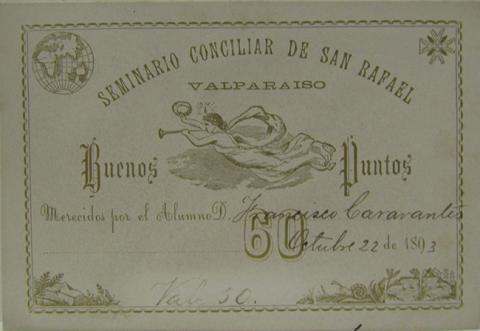 SEMINARIO CONCILIAR DE SAN RAFAEL
VALPARAISO
Buenos Puntos
Merecidos por el Alumno D. Francisco Caravantes
60
Octubre 22 de 1893
Vale 50.